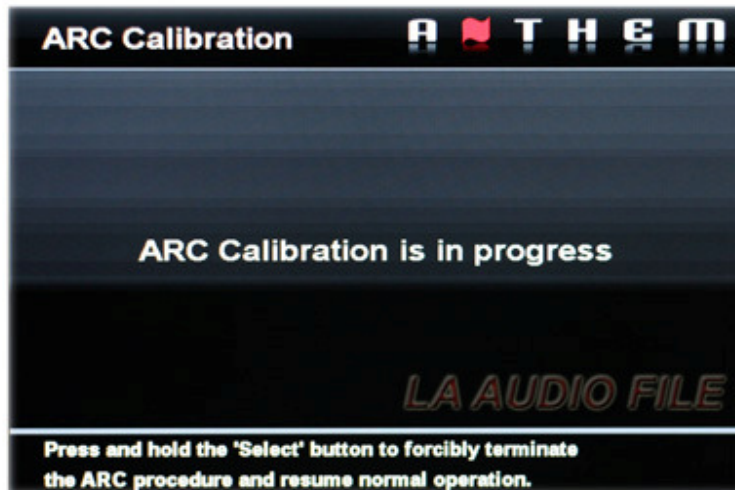 ARC Calibration
ANTHEM
ARC Calibration is in progress
LA AUDIO FILE
Press and hold the 'Select' button to forcibly terminate
the ARC procedure and resume normal operation.